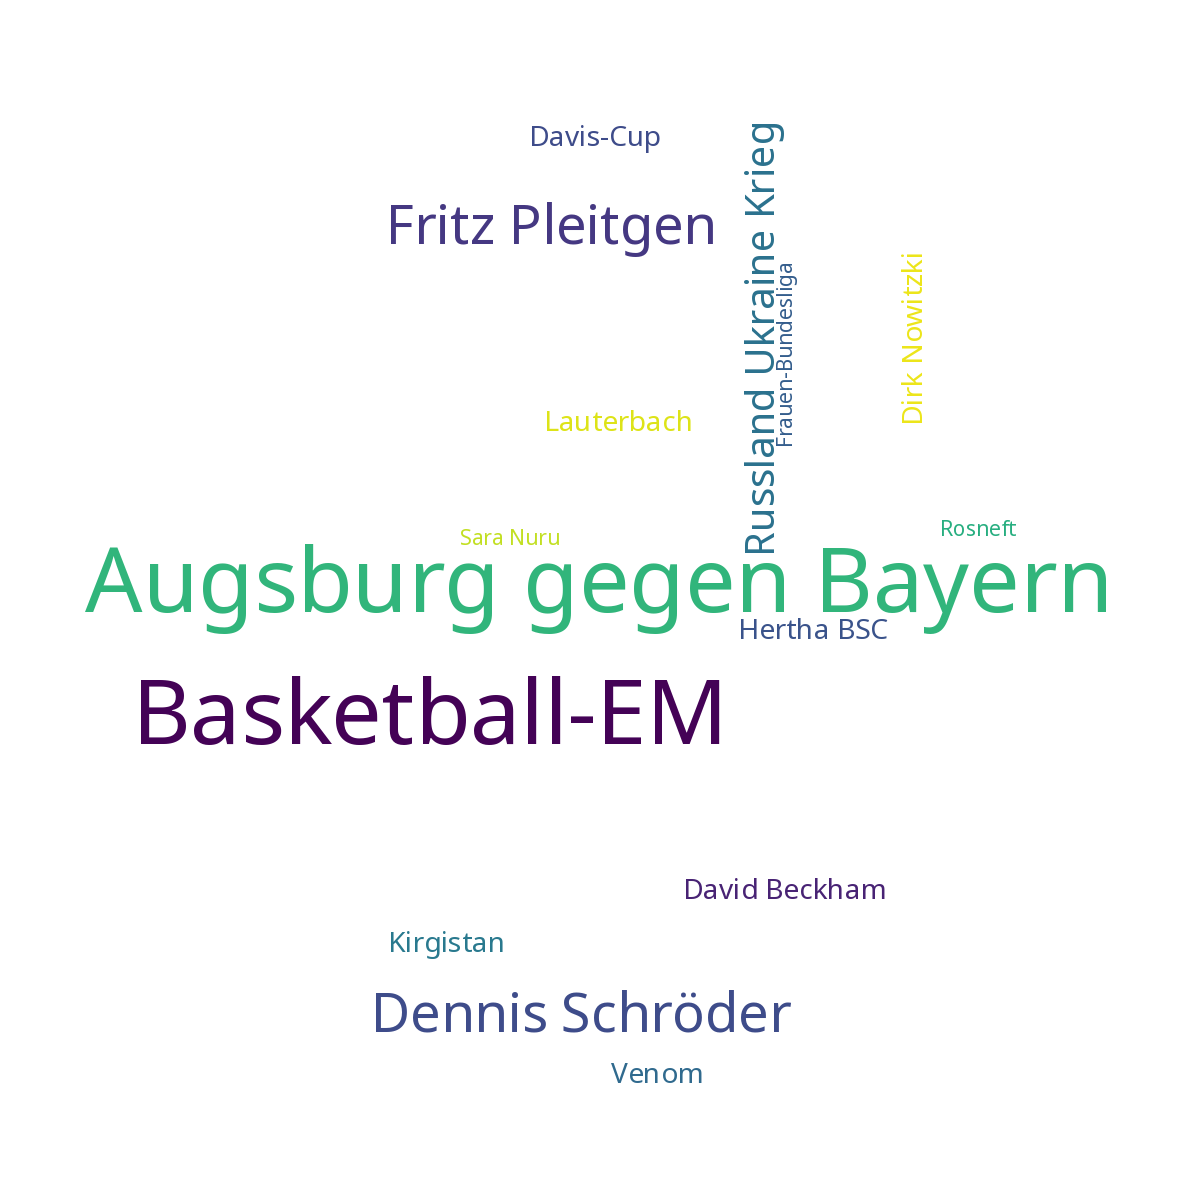 Davis-Cup
Fritz Pleitgen
Russland Ukraine Krieg
Frauen-Bundesliga
Dirk Nowitzki
Lauterbach
Sara Nuru
Rosneft
Augsburg gegen Bayern
Hertha BSC
Basketball-EM
David Beckham
Kirgistan
Dennis Schröder
Venom